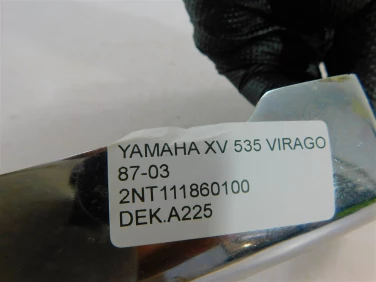 YAMAHA XV 535 VIRAGO
87-03
2NT111860100
DEK.A225